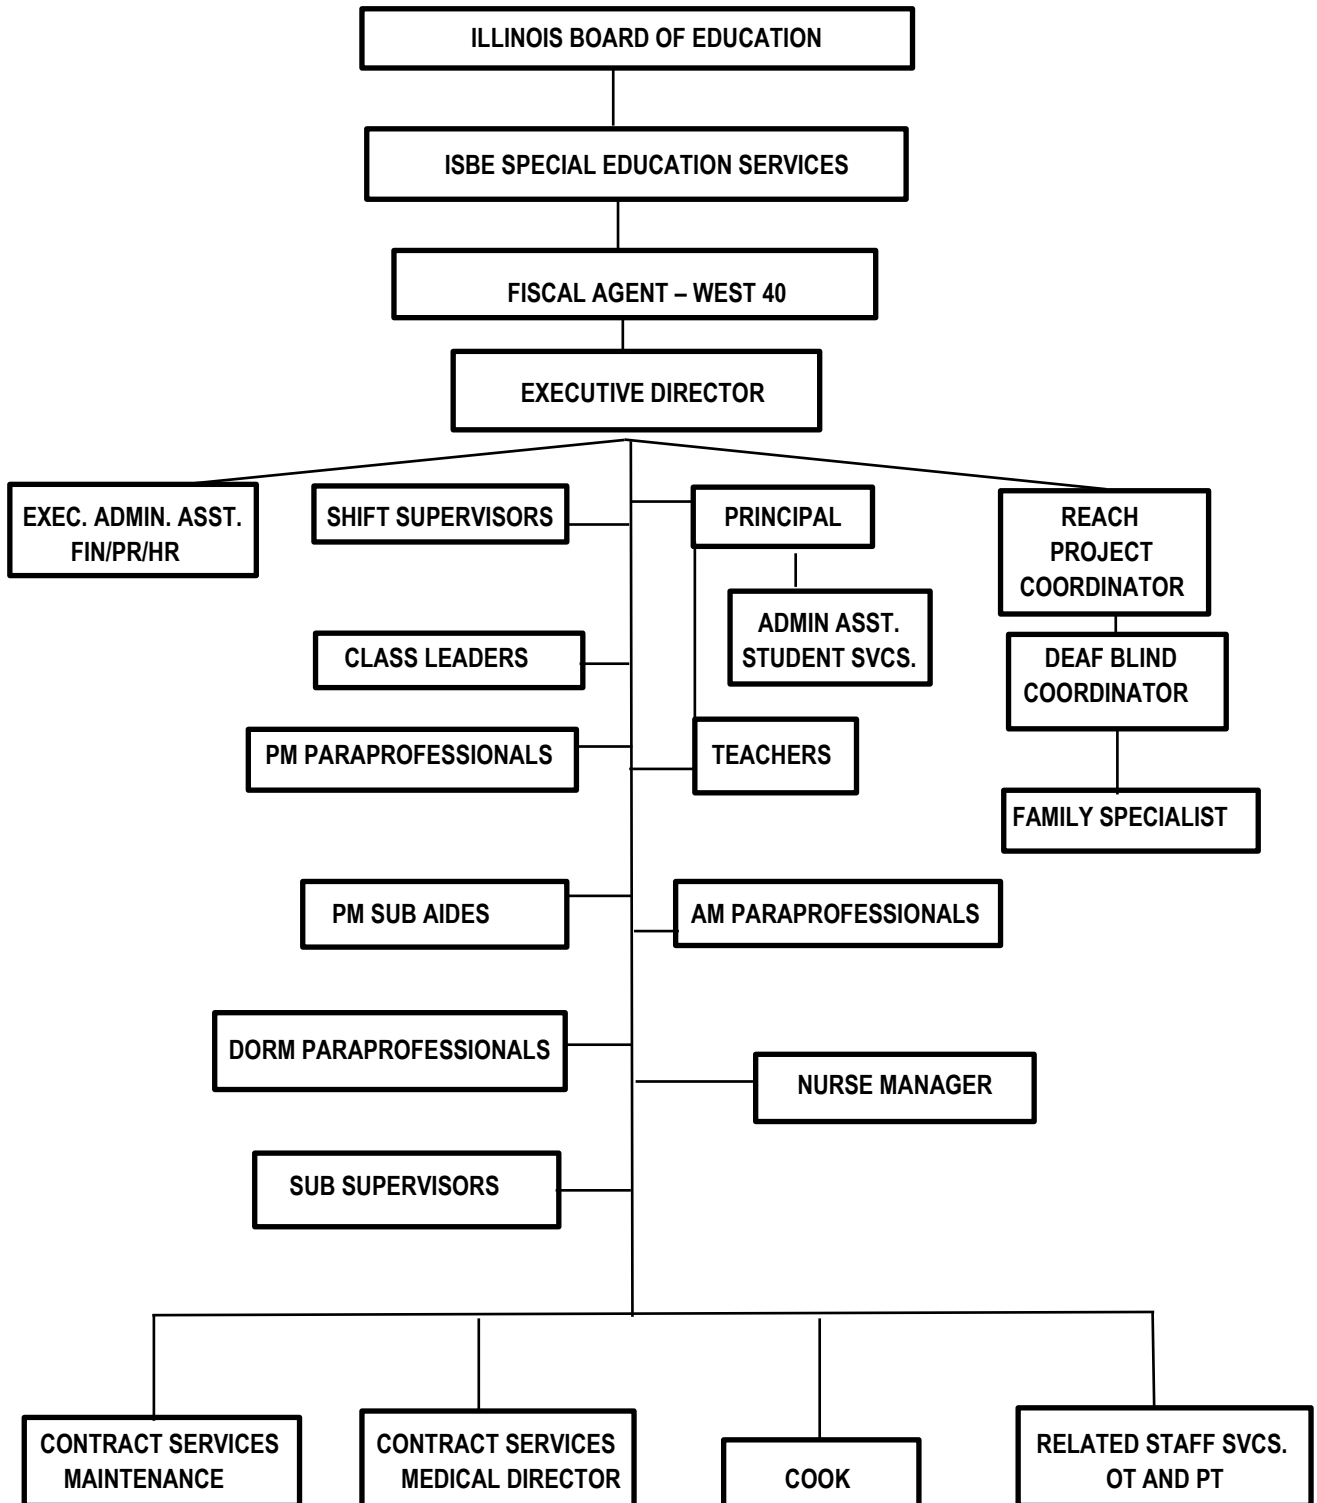 ILLINOIS BOARD OF EDUCATION
ISBE SPECIAL EDUCATION SERVICES
FISCAL AGENT – WEST 40
EXECUTIVE DIRECTOR
EXEC. ADMIN. ASST.
FIN/PR/HR
SHIFT SUPERVISORS
PRINCIPAL
REACH
PROJECT
COORDINATOR
ADMIN ASST.
STUDENT SVCS.
CLASS LEADERS
DEAF BLIND
COORDINATOR
PM PARAPROFESSIONALS
TEACHERS
FAMILY SPECIALIST
PM SUB AIDES
AM PARAPROFESSIONALS
DORM PARAPROFESSIONALS
NURSE MANAGER
SUB SUPERVISORS
CONTRACT SERVICES
MAINTENANCE
CONTRACT SERVICES
MEDICAL DIRECTOR
COOK
RELATED STAFF SVCS.
OT AND PT